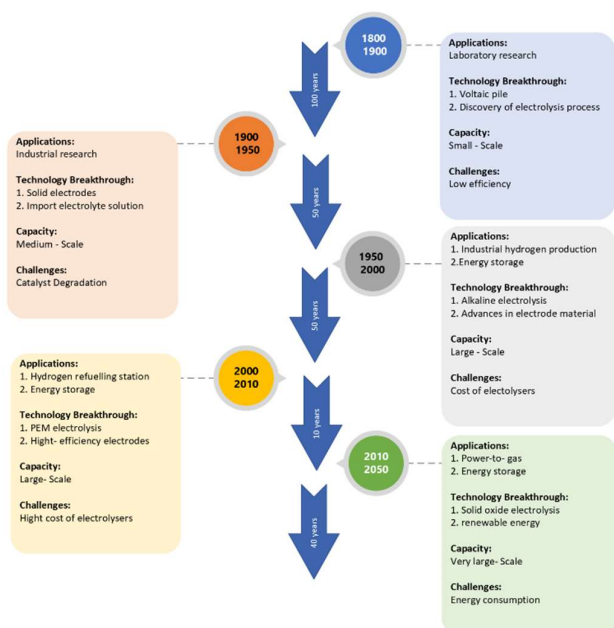 1800
1900
100 years
Applications:
Laboratory research
Technology Breakthrough:
1. Voltaic pile
2. Discovery of electrolysis process
Capacity:
Small - Scale
Challenges:
Low efficiency
1900
1950
50 years
Applications:
Industrial research
Technology Breakthrough:
1. Solid electrodes
2. Import electrolyte solution
Capacity:
Medium - Scale
Challenges:
Catalyst Degradation
1950
2000
50 years
Applications:
1. Industrial hydrogen production
2.Energy storage
Technology Breakthrough:
1. Alkaline electrolysis
2. Advances in electrode material
Capacity:
Large - Scale
Challenges:
Cost of electolysers
2000
2010
10 years
Applications:
1. Hydrogen refuelling station
2. Energy storage
Technology Breakthrough:
1. PEM electrolysis
2. Hight- efficiency electrodes
Capacity:
Large- Scale
Challenges:
Hight cost of electrolysers
2010
2050
40 years
Applications:
1. Power-to- gas
2. Energy storage
Technology Breakthrough:
1. Solid oxide electrolysis
2. renewable energy
Capacity:
Very large- Scale
Challenges:
Energy consumption